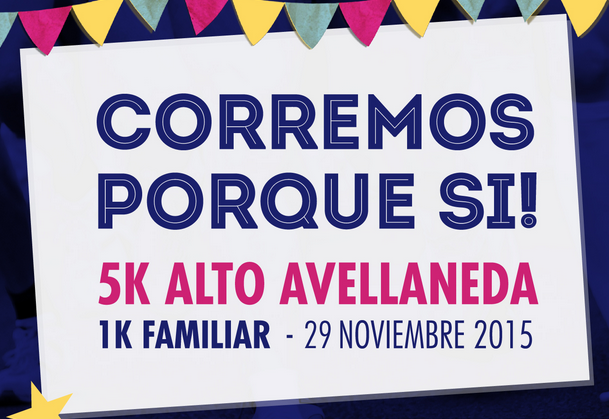 CORREMOS
PORQUE SI!
5K ALTO AVELLANEDA
1K FAMILIAR - 29 NOVIEMBRE 2015